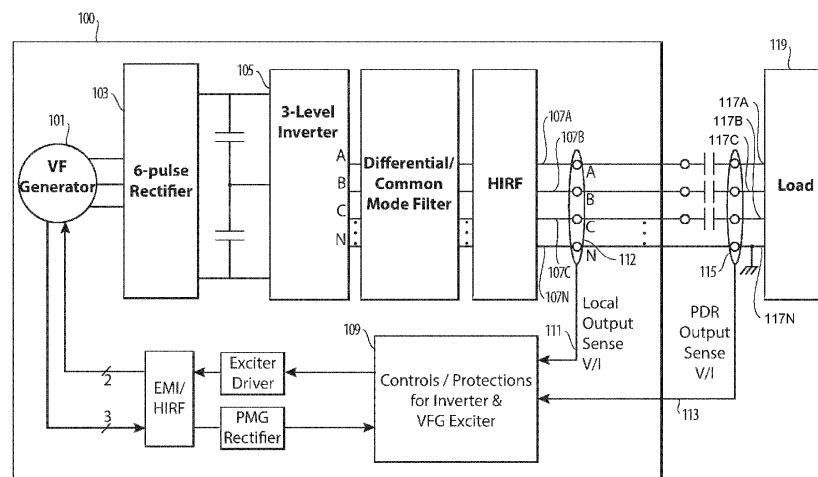 100
119
103
105
107A
107B
117A
117B
117C
101
VF
Generator
6-pulse
Rectifier
3-Level
Inverter
A
B
C
N
Differential/
Common
Mode Filter
HIRF
A
B
C
N
Load
107C
107N
112
115
117N
109
111
Local
Output
Sense
V/I
PDR
Output
Sense
V/I
2
3
EMI/
HIRF
Exciter
Driver
PMG
Rectifier
Controls / Protections
for Inverter &
VFG Exciter
113